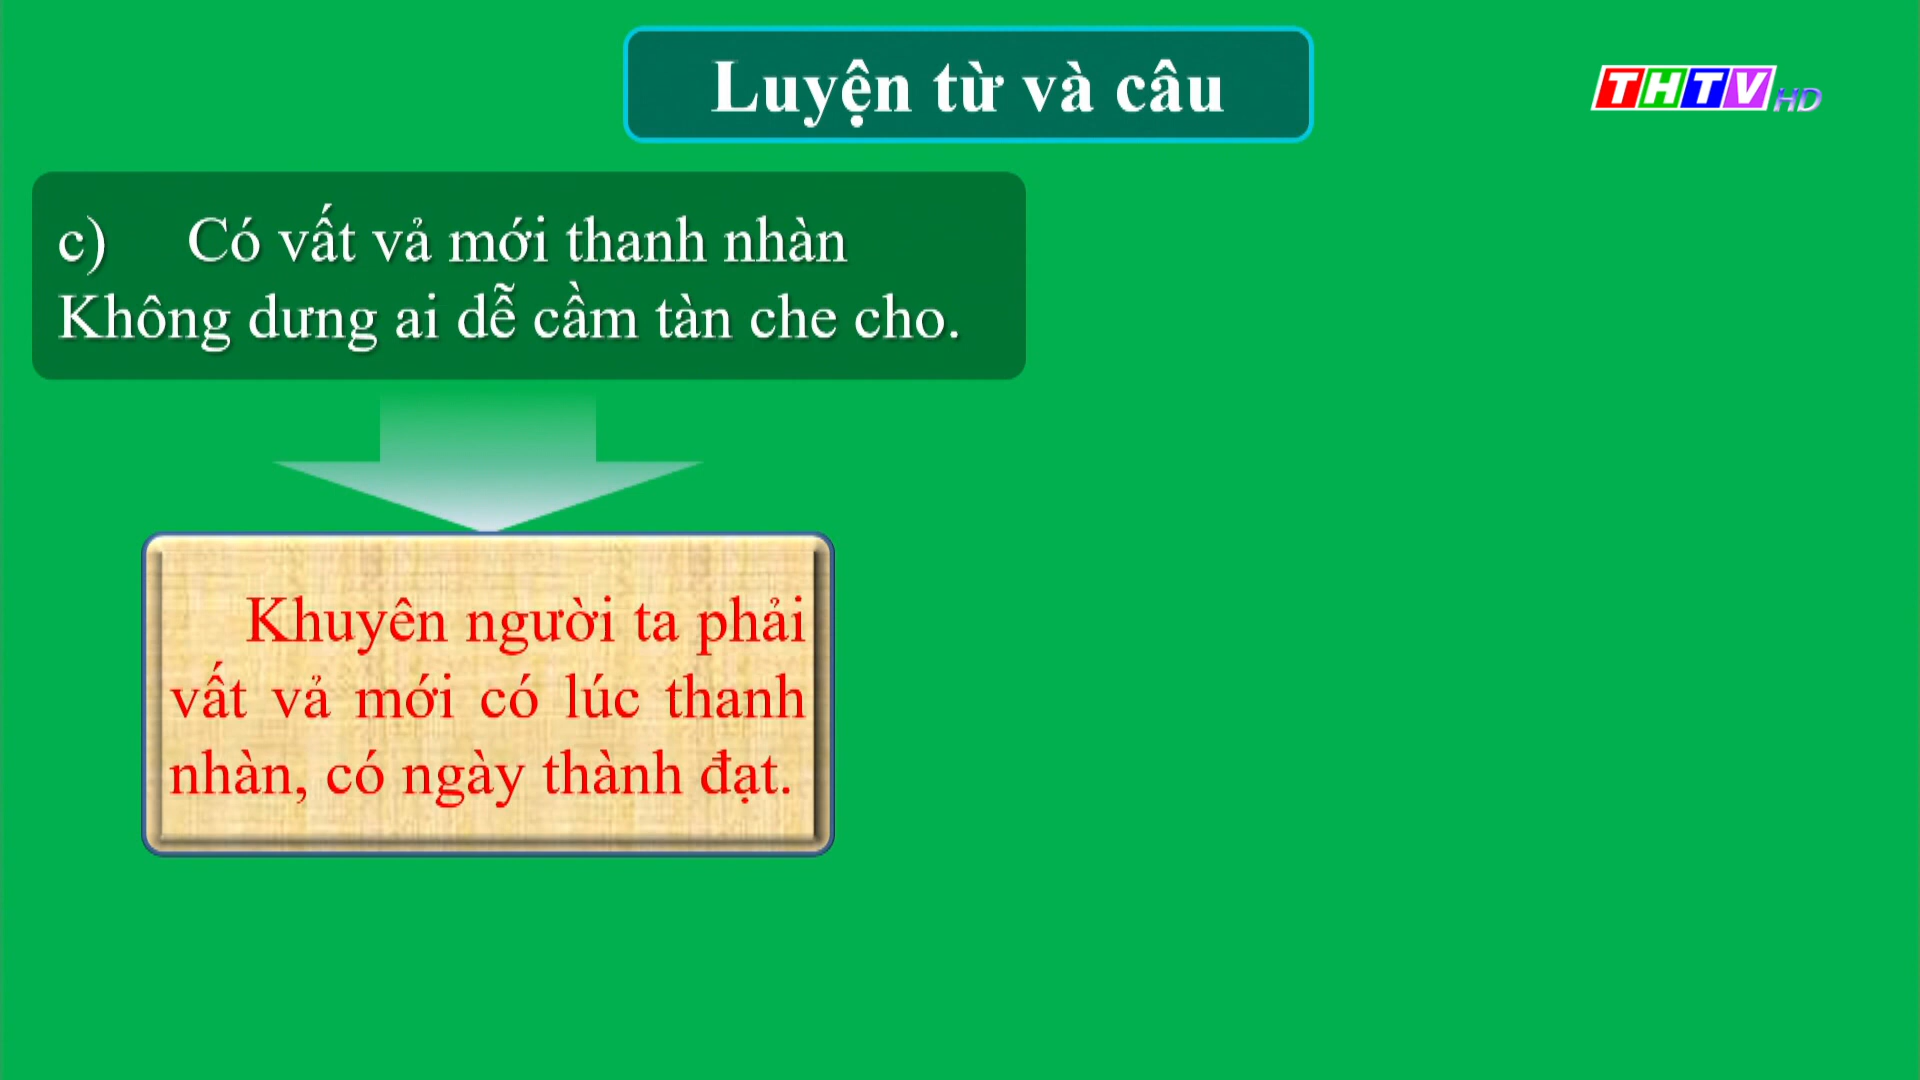 Luyện từ và câu
THTV HD
c) Có vất vả mới thanh nhàn
Không dưng ai dễ cầm tàn che cho.
Khuyên người ta phải
vất vả mới có lúc thanh
nhàn, có ngày thành đạt.